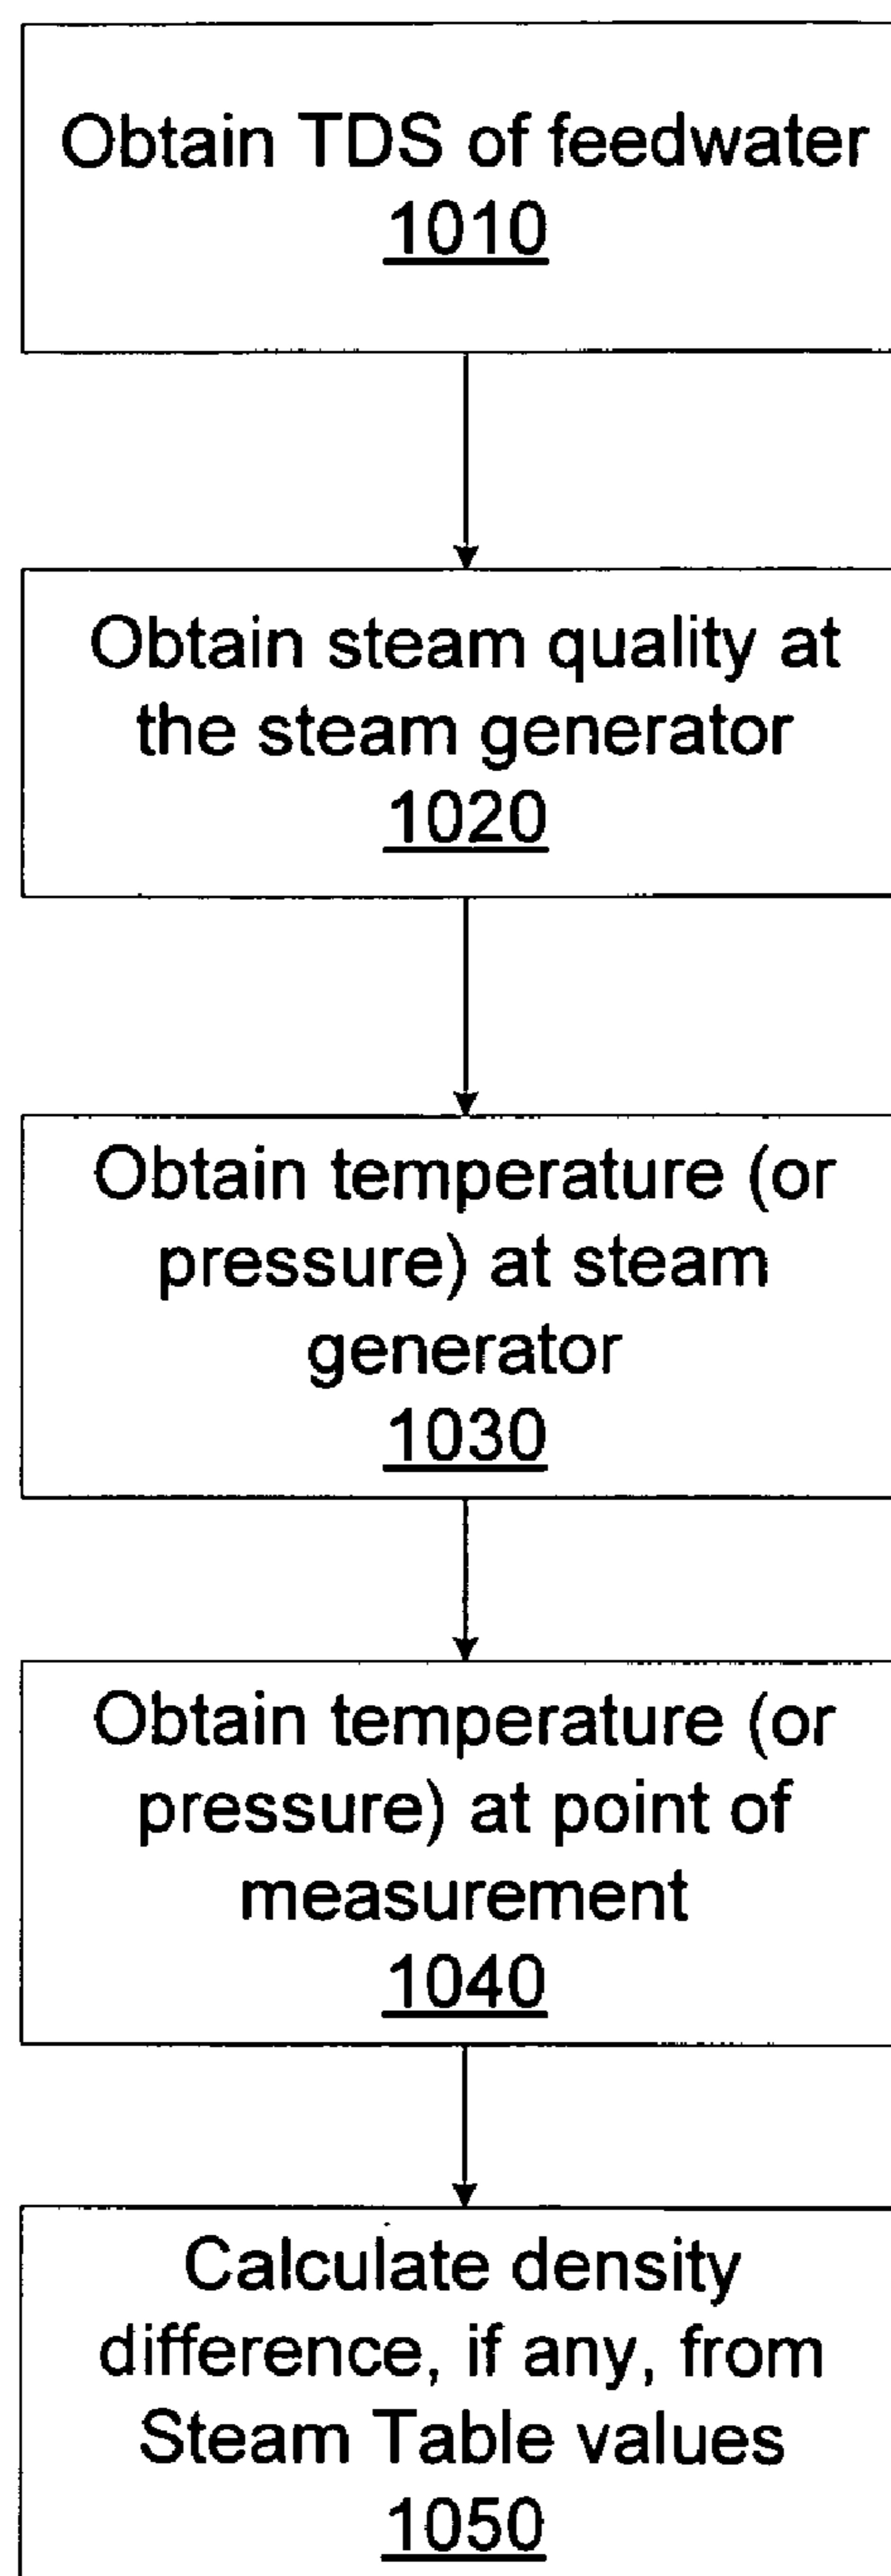 Obtain TDS of feedwater
1010
Obtain steam quality at
the steam generator
1020
Obtain temperature (or
pressure) at steam
generator
1030
Obtain temperature (or
pressure) at point of
measurement
1040
Calculate density
difference, if any, from
Steam Table values
1050